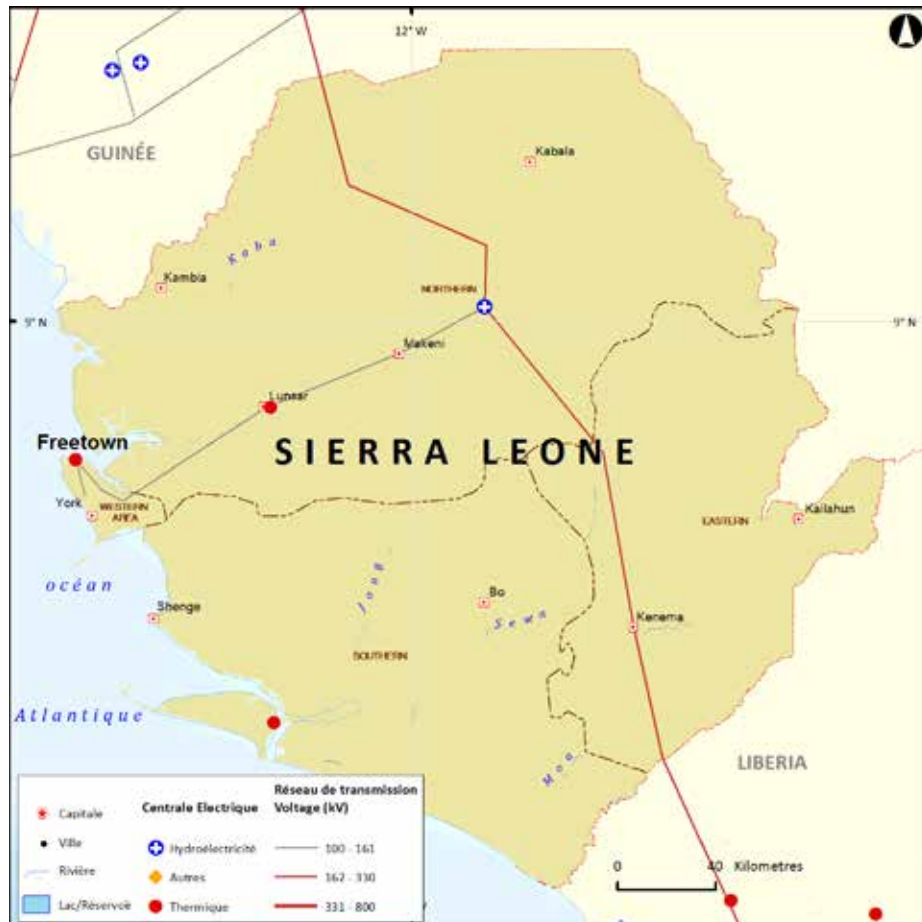 12° W
GUINÉE
Kabala
Koba
Kambia
NORTHERN
9° N
9° N
Makeni
Lunsar
Freetown
SIERRA LEONE
York
WESTERN
AREA
EASTERN
Kailahun
océan
Jong
Bo
Shenge
Sewa
Kenema
SOUTHERN
Atlantique
Moa
LIBERIA
Capitale
Ville
Rivière
Lac/Réservoir
Centrale Electrique
Hydroélectricité
Autres
Thermique
Réseau de transmission
Voltage (kV)
100 - 161
162 - 330
331 - 800
0 40 Kilometres